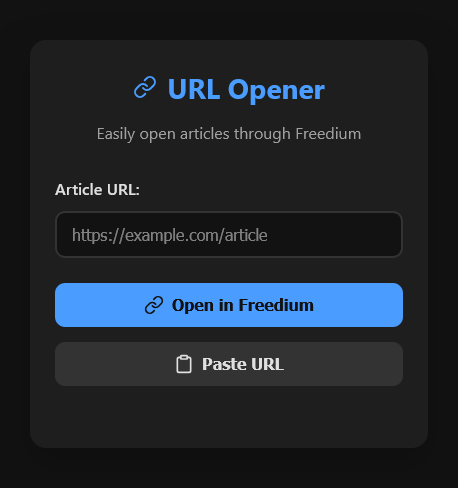 URL Opener
Easily open articles through Freedium
Article URL:
https://example.com/article
Open in Freedium
Paste URL